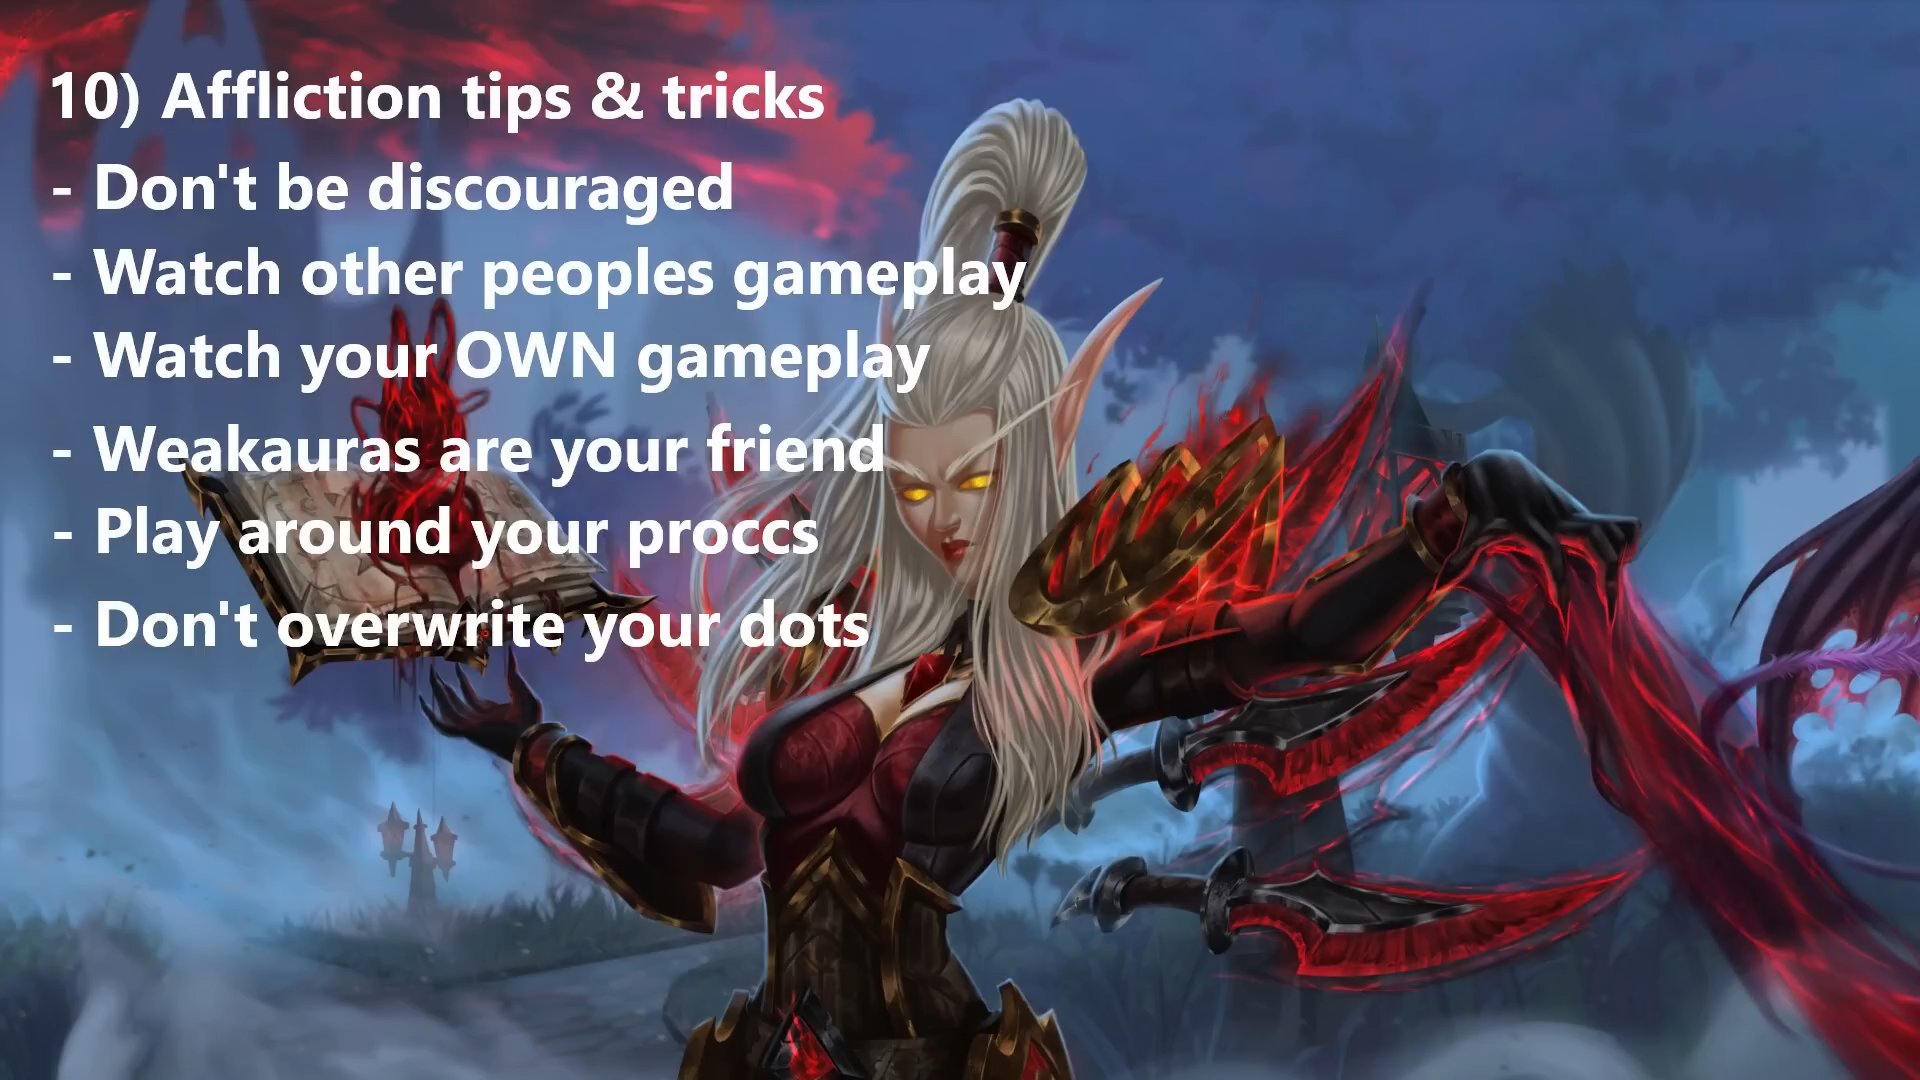 10) Affliction tips & tricks
- Don't be discouraged
- Watch other peoples gameplay
- Watch your OWN gameplay
- Weakauras are your friend
- Play around your proccs
- Don't overwrite your dots